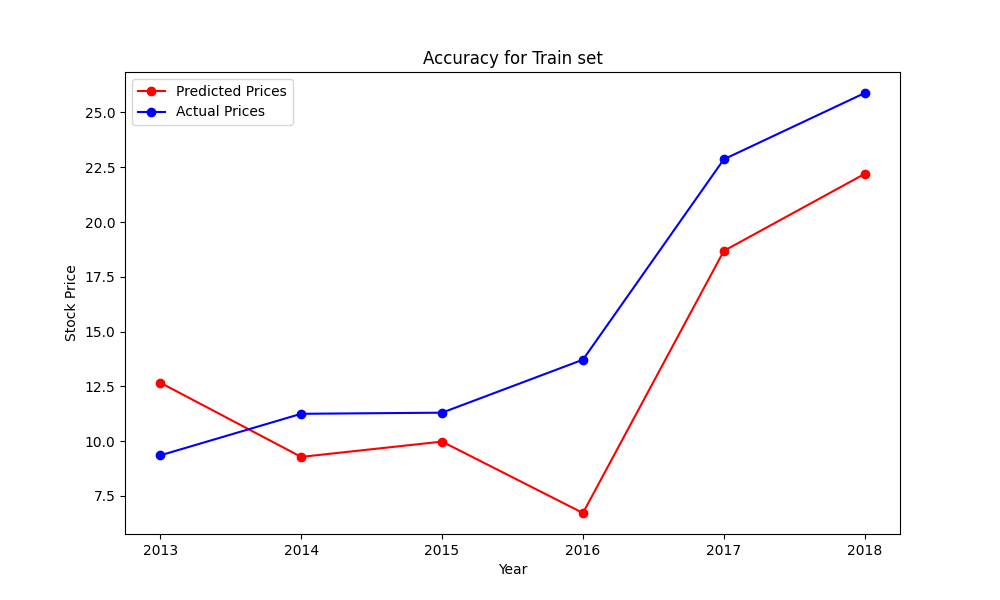 Accuracy for Train set
Predicted Prices
Actual Prices
25.0
22.5
20.0
17.5
15.0
12.5
10.0
7.5
Stock Price
2013 2014 2015 2016 2017 2018
Year